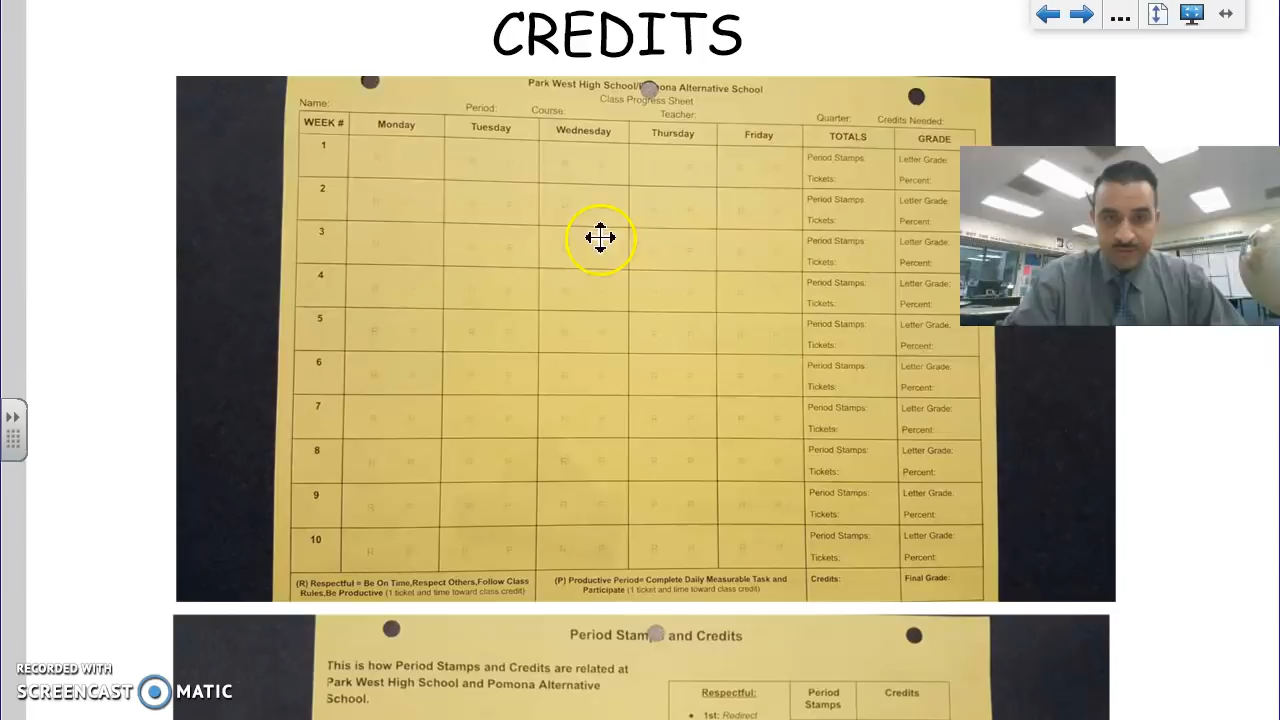 CREDITS
Park West High School/ Pomona Alternative School
Class Progress Sheet
Name: Period: Course: Teacher: Quarter: Credits Needed:
WEEK # Monday Tuesday Wednesday Thursday Friday TOTALS GRADE
1 Period Stamps: Letter Grade:
Tickets: Percent:
2 Period Stamps: Letter Grade:
Tickets: Percent:
3 Period Stamps: Letter Grade:
Tickets: Percent:
4 Period Stamps: Letter Grade:
Tickets: Percent:
5 Period Stamps: Letter Grade:
Tickets: Percent:
6 Period Stamps: Letter Grade:
Tickets: Percent:
7 Period Stamps: Letter Grade:
Tickets: Percent:
8 Period Stamps: Letter Grade:
Tickets: Percent:
9 Period Stamps: Letter Grade:
Tickets: Percent:
10 Period Stamps: Letter Grade:
Tickets: Percent:
(R) Respectful = Be On Time,Respect Others,Follow Class
Rules,Be Productive (1 ticket and time toward class credit)
(P) Productive Period= Complete Daily Measurable Task and
Participate (1 ticket and time toward class credit)
Credits: Final Grade:
Period Stamps and Credits
This is how Period Stamps and Credits are related at
Park West High School and Pomona Alternative
School.
Respectful: Period Stamps Credits
• 1st: Redirect
RECORDED WITH
SCREENCAST MATIC